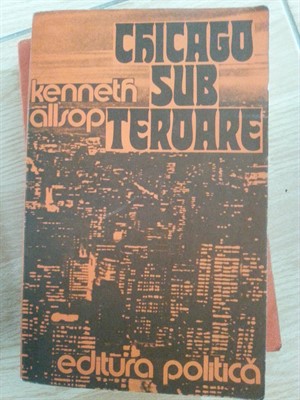 CHICAGO
kenneth SUB
allsop TEROARE
editura politică